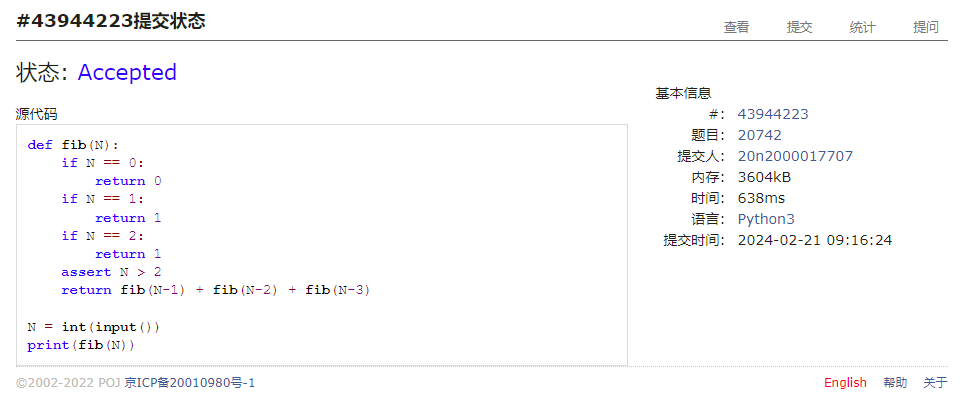 #43944223提交状态
查看 提交 统计 提问
状态: Accepted
源代码
def fib(N):
    if N == 0:
        return 0
    if N == 1:
        return 1
    if N == 2:
        return 1
    assert N > 2
    return fib(N-1) + fib(N-2) + fib(N-3)

N = int(input())
print(fib(N))
基本信息
#: 43944223
题目: 20742
提交人: 20n2000017707
内存: 3604kB
时间: 638ms
语言: Python3
提交时间: 2024-02-21 09:16:24
©2002-2022 POJ 京ICP备20010980号-1
English 帮助 关于